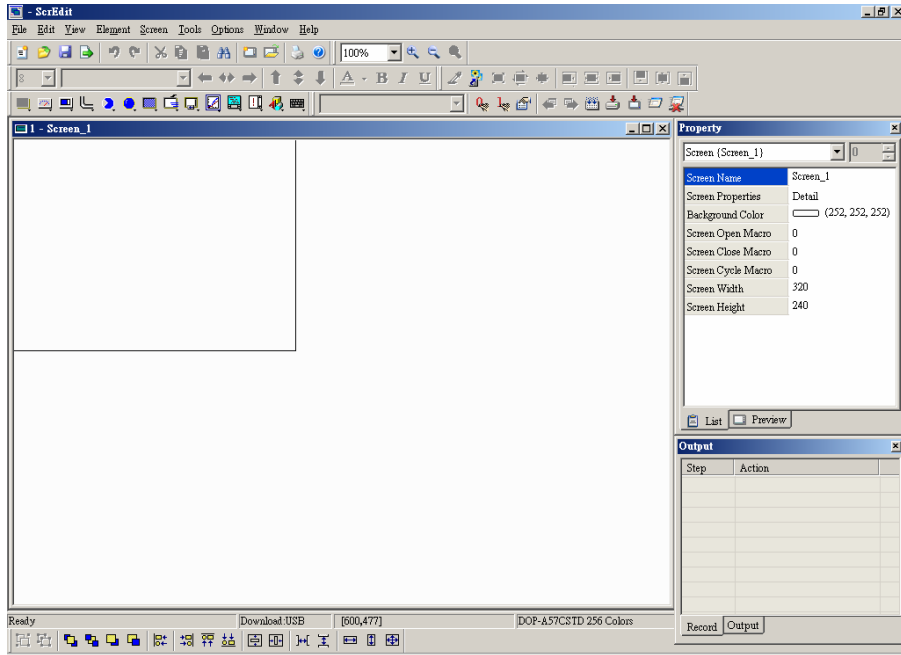 - ScrEdit
File Edit View Element Screen Tools Options Window Help
100%
8
A B I U
1 - Screen_1
Property
Screen {Screen_1} 0
Screen Name Screen_1
Screen Properties Detail
Background Color (252, 252, 252)
Screen Open Macro 0
Screen Close Macro 0
Screen Cycle Macro 0
Screen Width 320
Screen Height 240
List Preview
Output
Step Action
Record Output
Ready Download:USB [600,477] DOP-A57CSTD 256 Colors